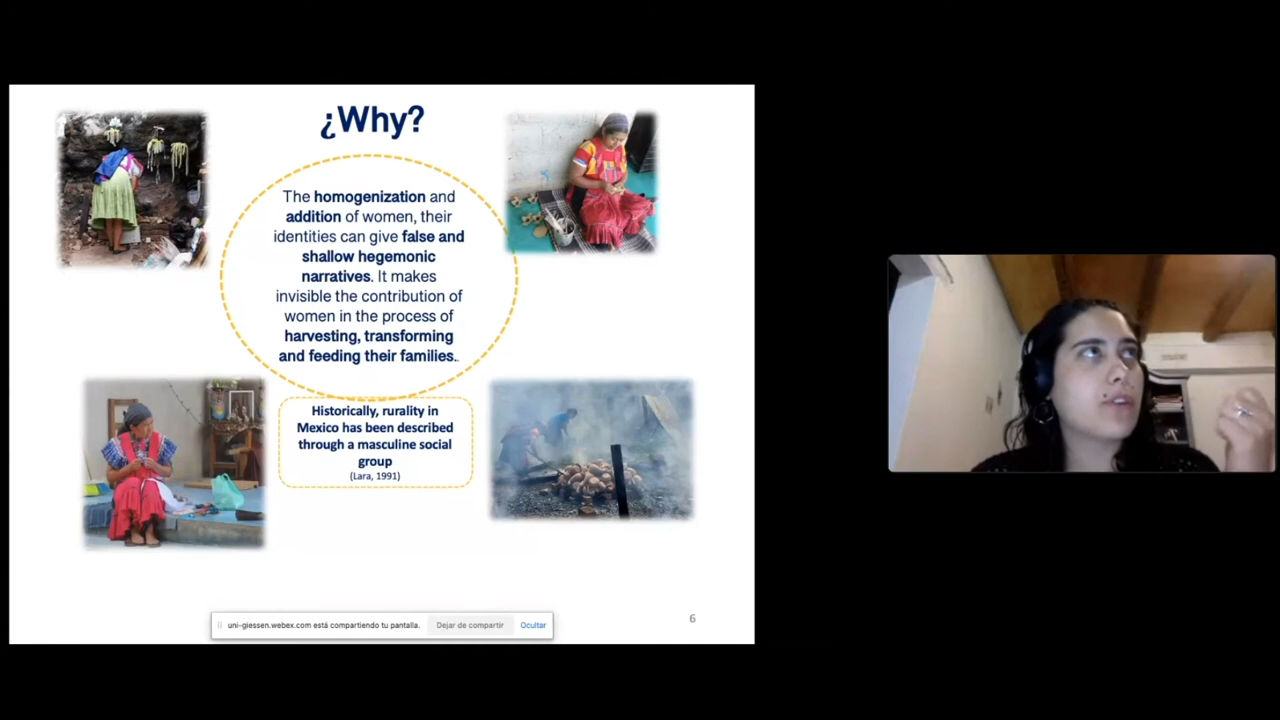 ¿Why?
The homogenization and
addition of women, their
identities can give false and
shallow hegemonic
narratives. It makes
invisible the contribution of
women in the process of
harvesting, transforming
and feeding their families..
Historically, rurality in
Mexico has been described
through a masculine social
group
(Lara, 1991)
uni-giessen.webex.com está compartiendo tu pantalla. Dejar de compartir Ocultar
6